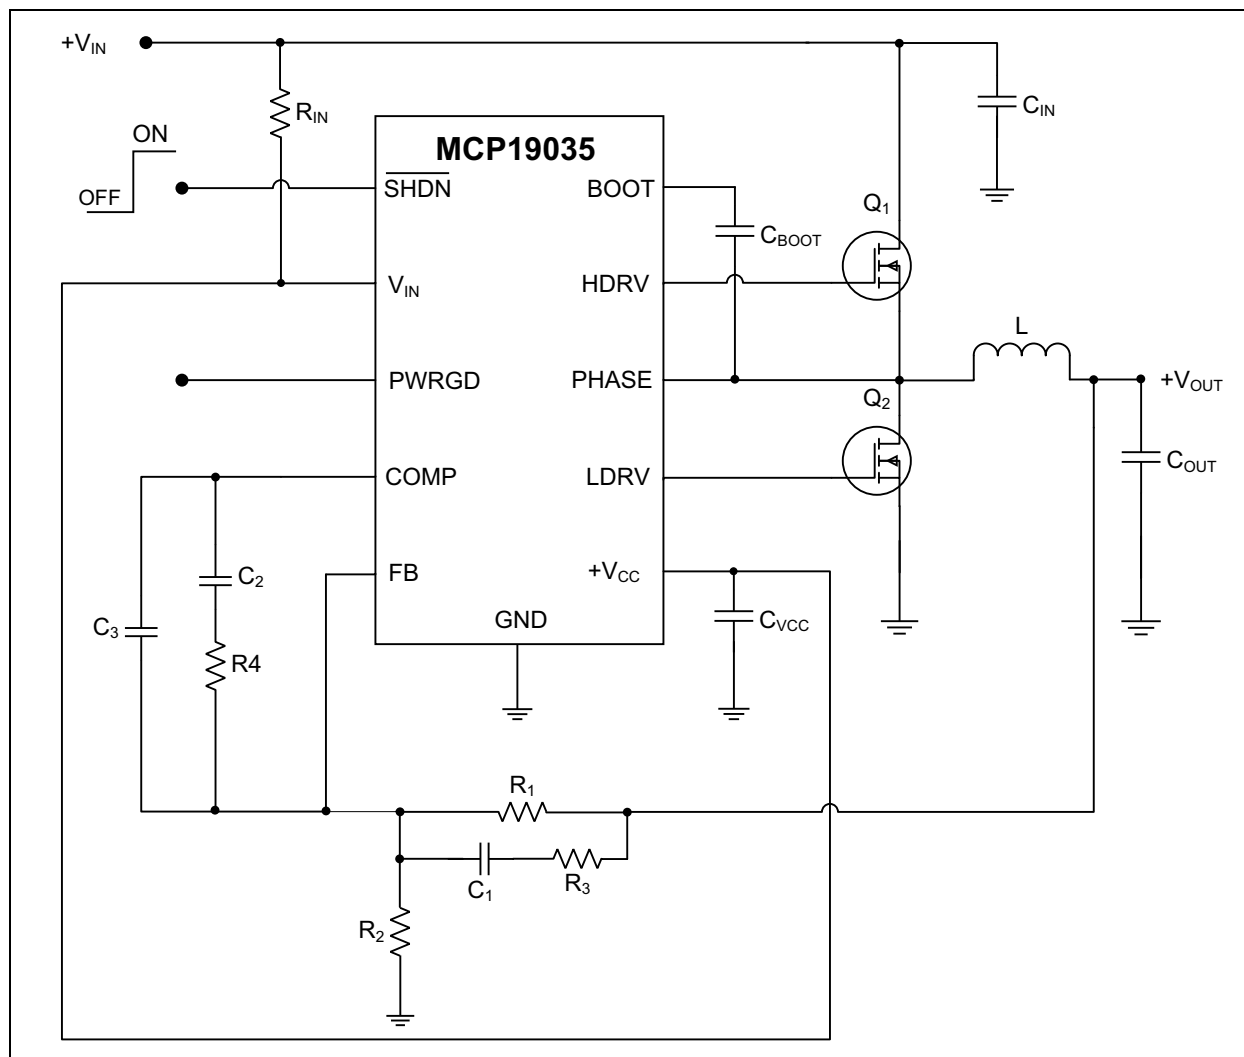 +VIN
RIN
CIN
ON
OFF
MCP19035
SHDN
BOOT
Q1
CBOOT
VIN
HDRV
L
PWRGD
PHASE
+VOUT
Q2
COMP
LDRV
COUT
C2
FB
+VCC
C3
GND
CVCC
R4
R1
C1
R3
R2